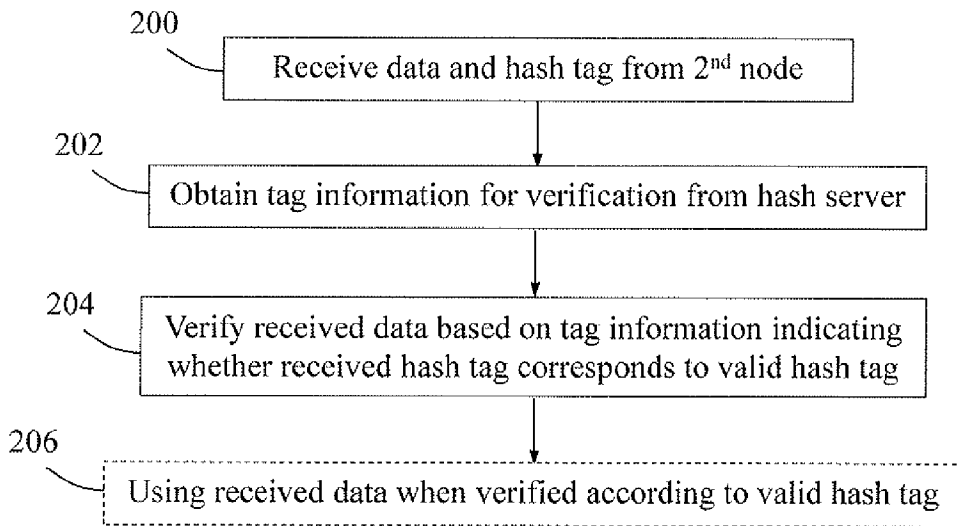 200
Receive data and hash tag from 2nd node
202
Obtain tag information for verification from hash server
204
Verify received data based on tag information indicating
whether received hash tag corresponds to valid hash tag
206
Using received data when verified according to valid hash tag